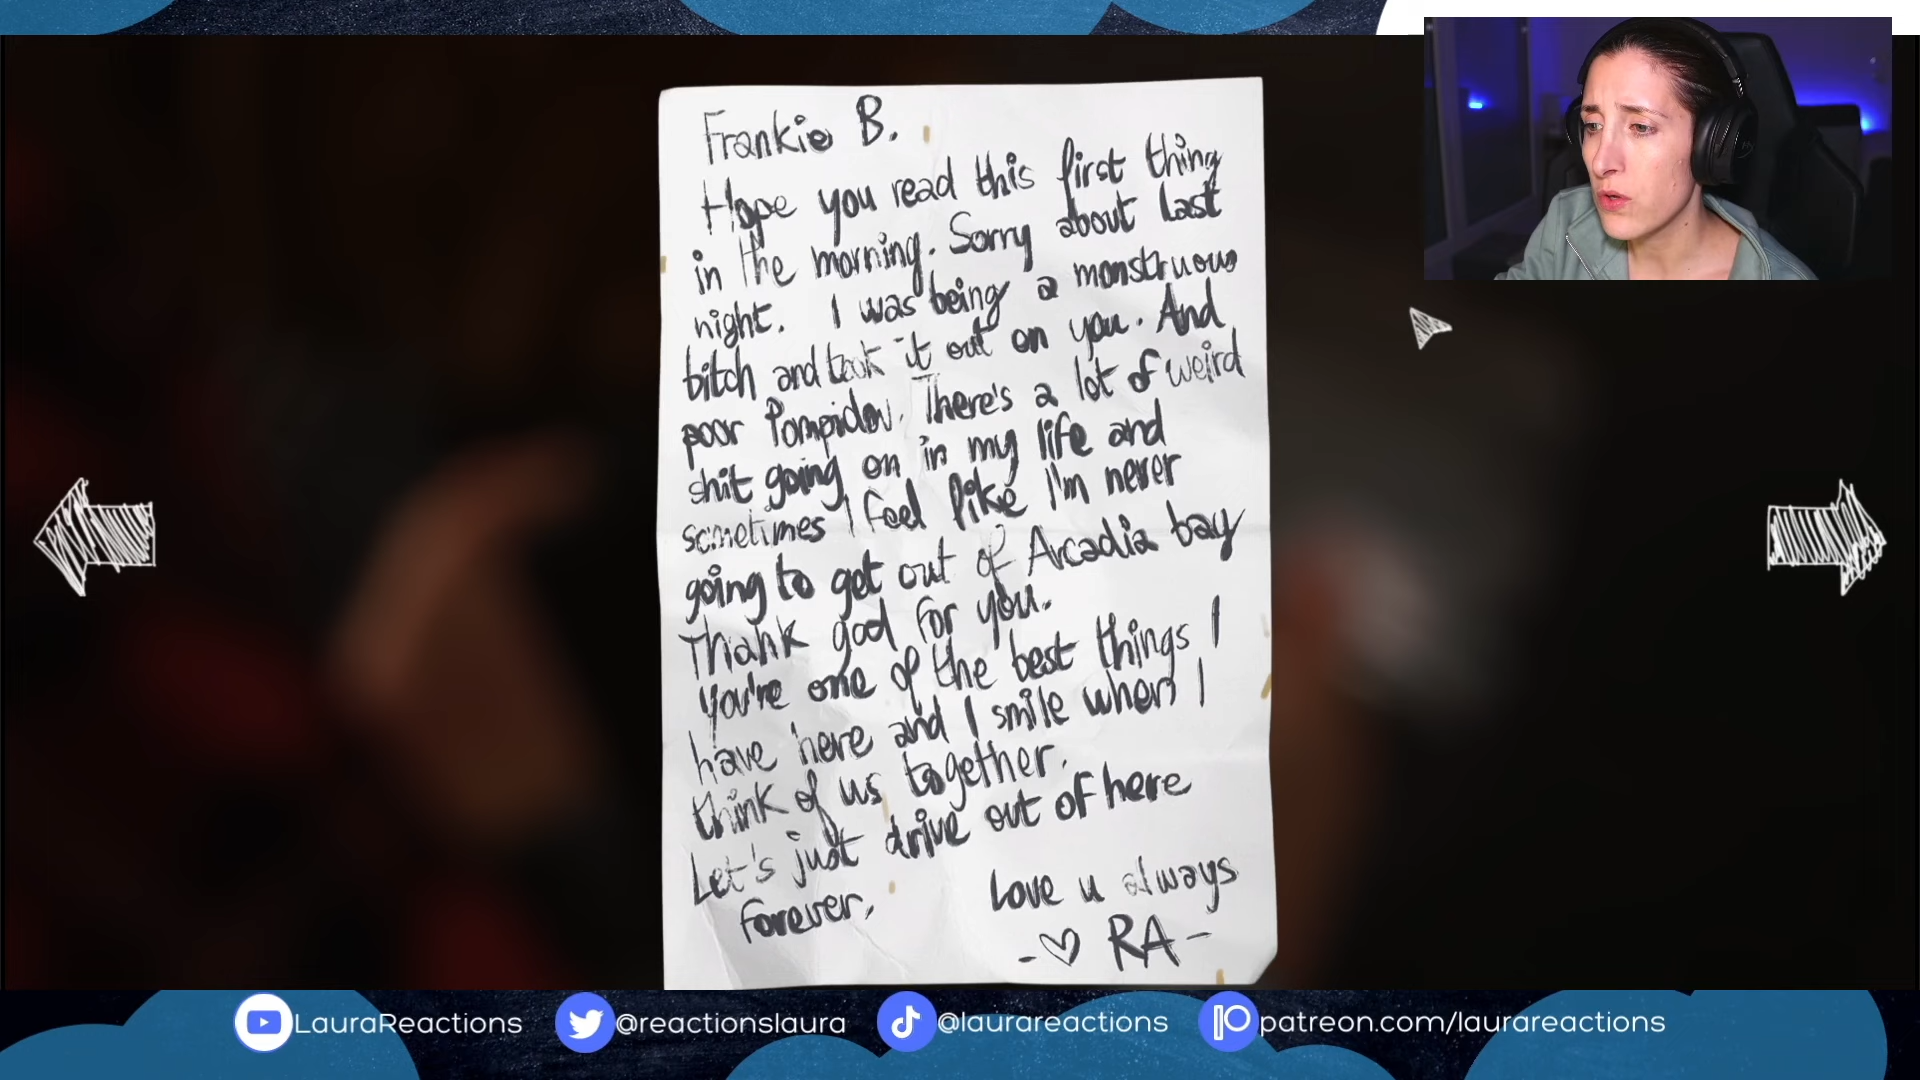 Frankie B.
Hope you read this first thing
in the morning. Sorry about last
night. I was being a monstruous
bitch and took it out on you. And
poor Pompidou. There's a lot of weird
shit going on in my life and
sometimes I feel like I'm never
going to get out of Arcadia bay
Thank god for you.
You're one of the best things I
have here and I smile when I
think of us together.
Let's just drive out of here
forever.
Love u always
-♡ RA-
LauraReactions
@reactionslaura
@laurareactions
patreon.com/laurareactions